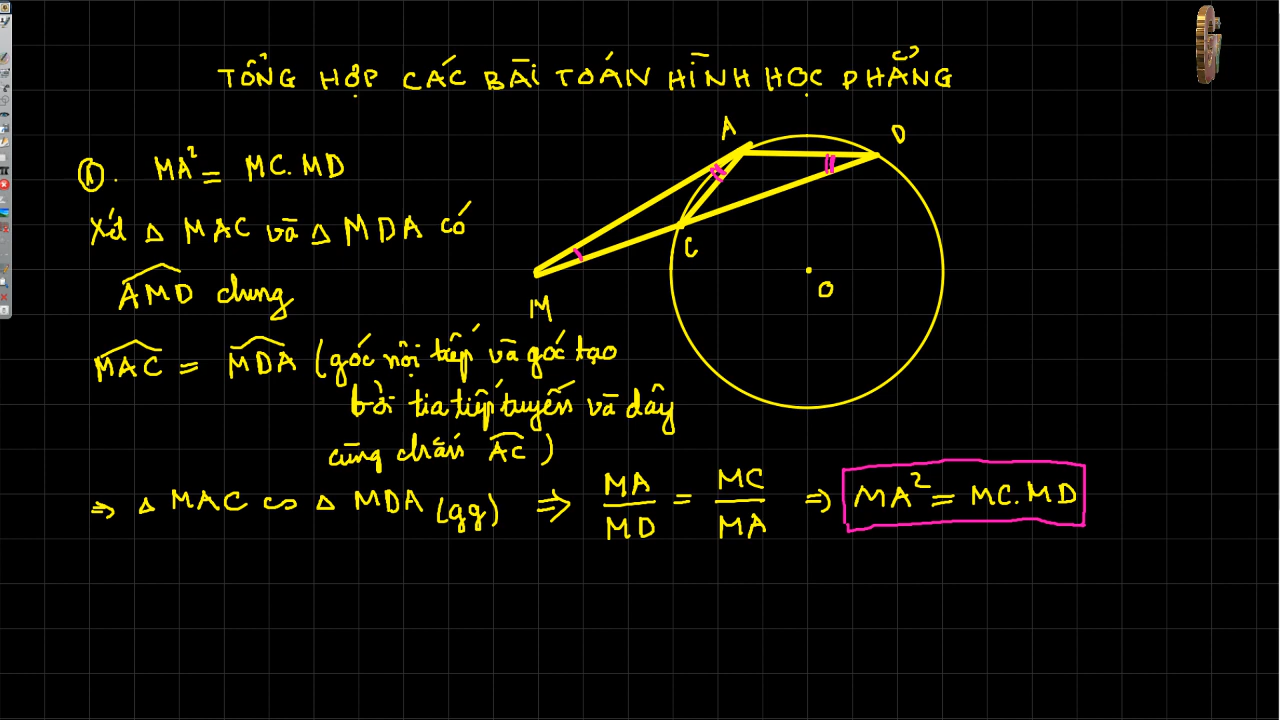 TỔNG HỢP CÁC BÀI TOÁN HÌNH HỌC PHẲNG
①. MA² = MC.MD
Xét △ MAC và △ MDA có
AMD chung
MAC = MDA (góc nội tiếp và góc tạo
bởi tia tiếp tuyến và dây
cùng chắn AC)
⇒ △ MAC ∽ △ MDA (gg) ⇒ MA/MD = MC/MA ⇒ MA² = MC.MD
A
D
C
M
O